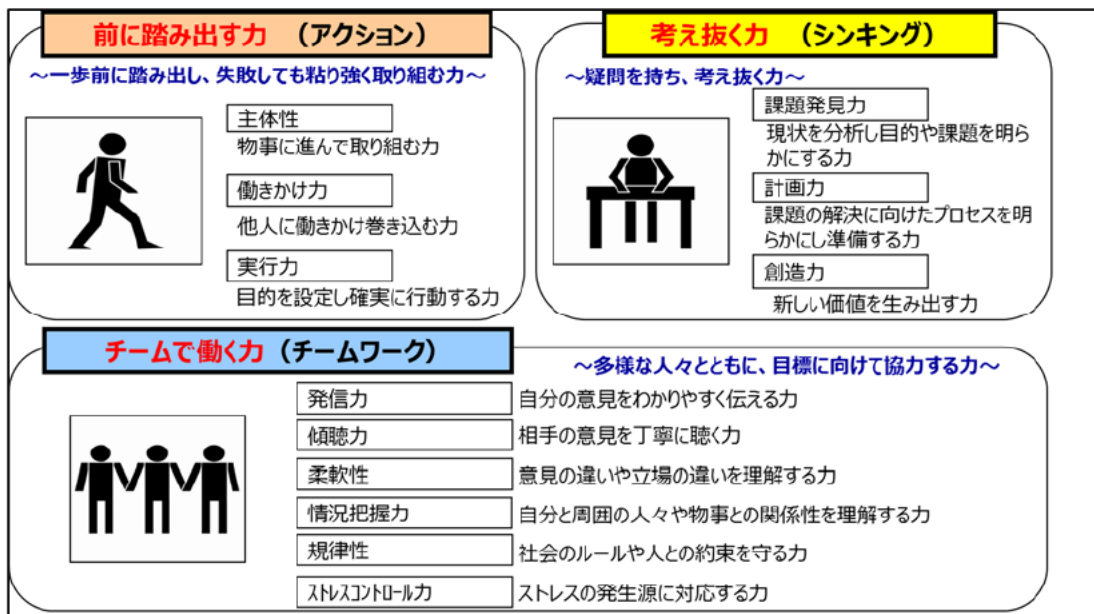 前に踏み出す力 （アクション）
～一歩前に踏み出し、失敗しても粘り強く取り組む力～
主体性
物事に進んで取り組む力
働きかけ力
他人に働きかけ巻き込む力
実行力
目的を設定し確実に行動する力
考え抜く力 （シンキング）
～疑問を持ち、考え抜く力～
課題発見力
現状を分析し目的や課題を明ら
かにする力
計画力
課題の解決に向けたプロセスを明
らかにし準備する力
創造力
新しい価値を生み出す力
チームで働く力 （チームワーク）
～多様な人々とともに、目標に向けて協力する力～
発信力 自分の意見をわかりやすく伝える力
傾聴力 相手の意見を丁寧に聴く力
柔軟性 意見の違いや立場の違いを理解する力
情況把握力 自分と周囲の人々や物事との関係性を理解する力
規律性 社会のルールや人との約束を守る力
ストレスコントロール力 ストレスの発生源に対応する力